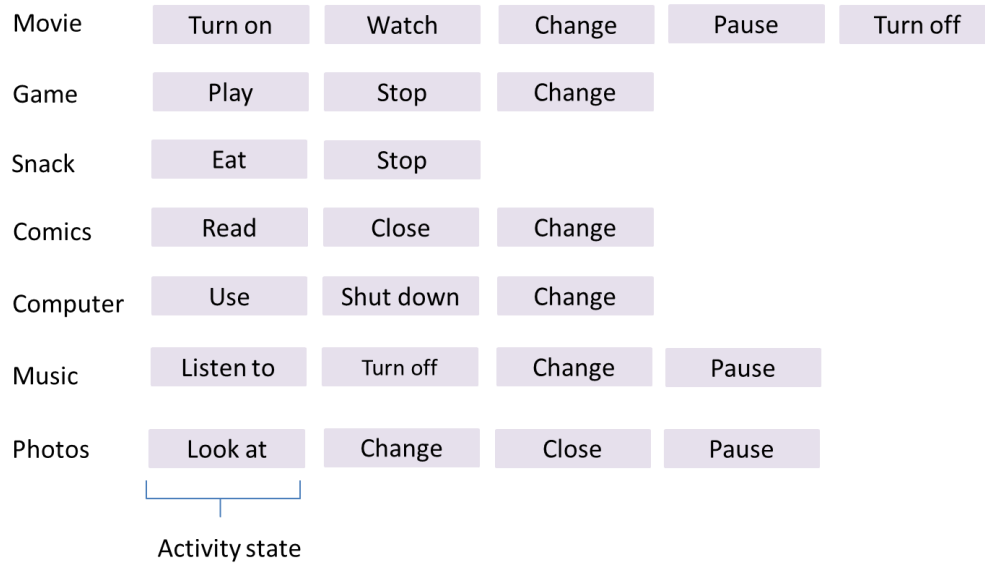 Movie Turn on Watch Change Pause Turn off
Game Play Stop Change
Snack Eat Stop
Comics Read Close Change
Computer Use Shut down Change
Music Listen to Turn off Change Pause
Photos Look at Change Close Pause
Activity state